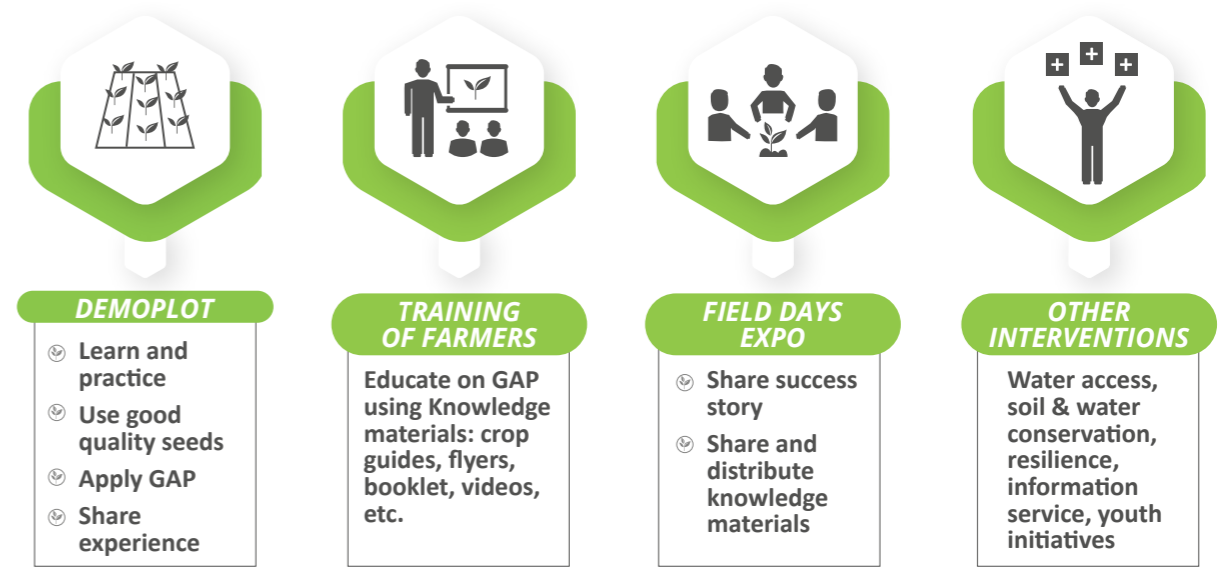 DEMOPLOT
Learn and
practice
Use good
quality seeds
Apply GAP
Share
experience
TRAINING
OF FARMERS
Educate on GAP
using Knowledge
materials: crop
guides, flyers,
booklet, videos,
etc.
FIELD DAYS
EXPO
Share success
story
Share and
distribute
knowledge
materials
OTHER
INTERVENTIONS
Water access,
soil & water
conservation,
resilience,
information
service, youth
initiatives